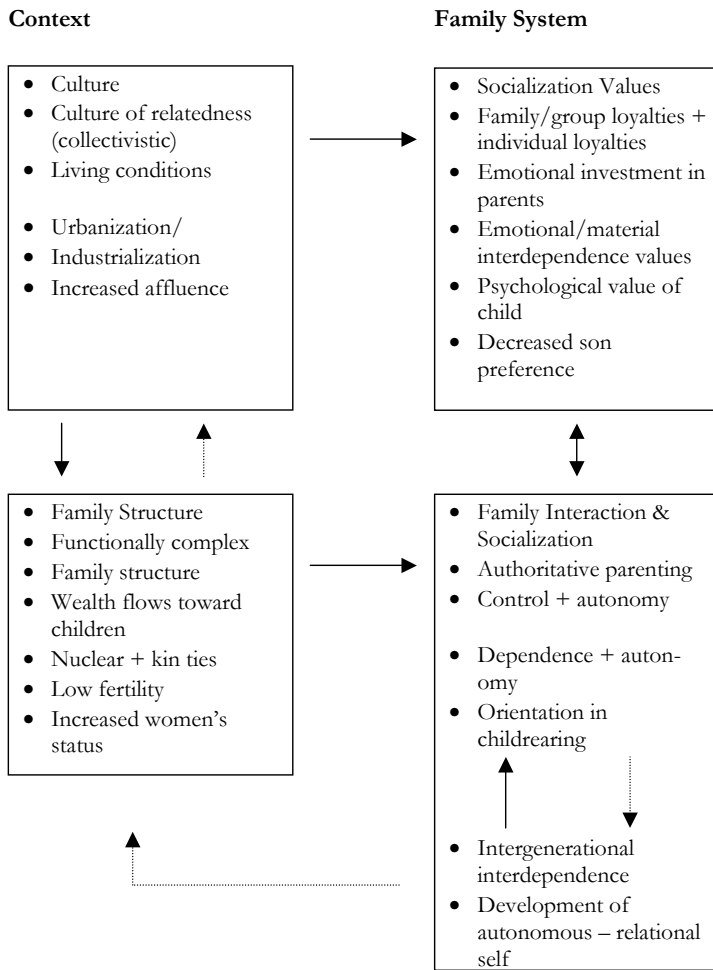 Context
• Culture
• Culture of relatedness
(collectivistic)
• Living conditions
• Urbanization/
• Industrialization
• Increased affluence
Family System
• Socialization Values
• Family/group loyalties +
individual loyalties
• Emotional investment in
parents
• Emotional/material
interdependence values
• Psychological value of
child
• Decreased son
preference
• Family Structure
• Functionally complex
• Family structure
• Wealth flows toward
children
• Nuclear + kin ties
• Low fertility
• Increased women's
status
• Family Interaction &
Socialization
• Authoritative parenting
• Control + autonomy
• Dependence + auton-
omy
• Orientation in
childrearing
• Intergenerational
interdependence
• Development of
autonomous – relational
self